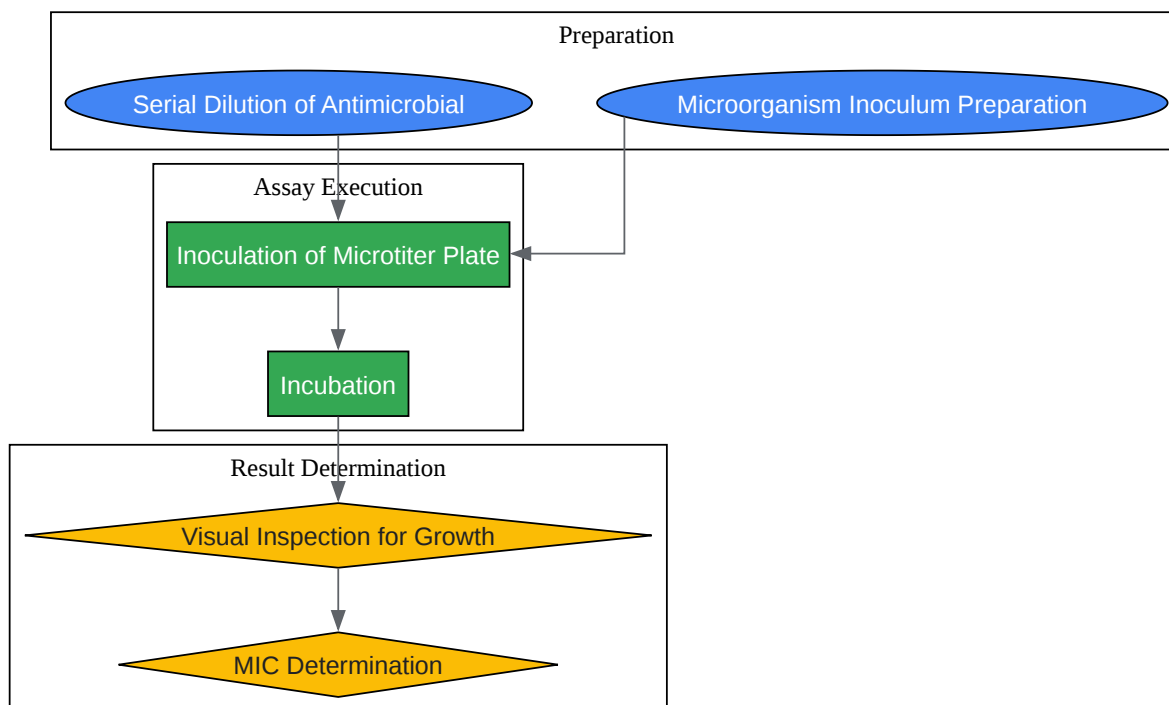 Preparation
Serial Dilution of Antimicrobial
Microorganism Inoculum Preparation
Assay Execution
Inoculation of Microtiter Plate
Incubation
Result Determination
Visual Inspection for Growth
MIC Determination